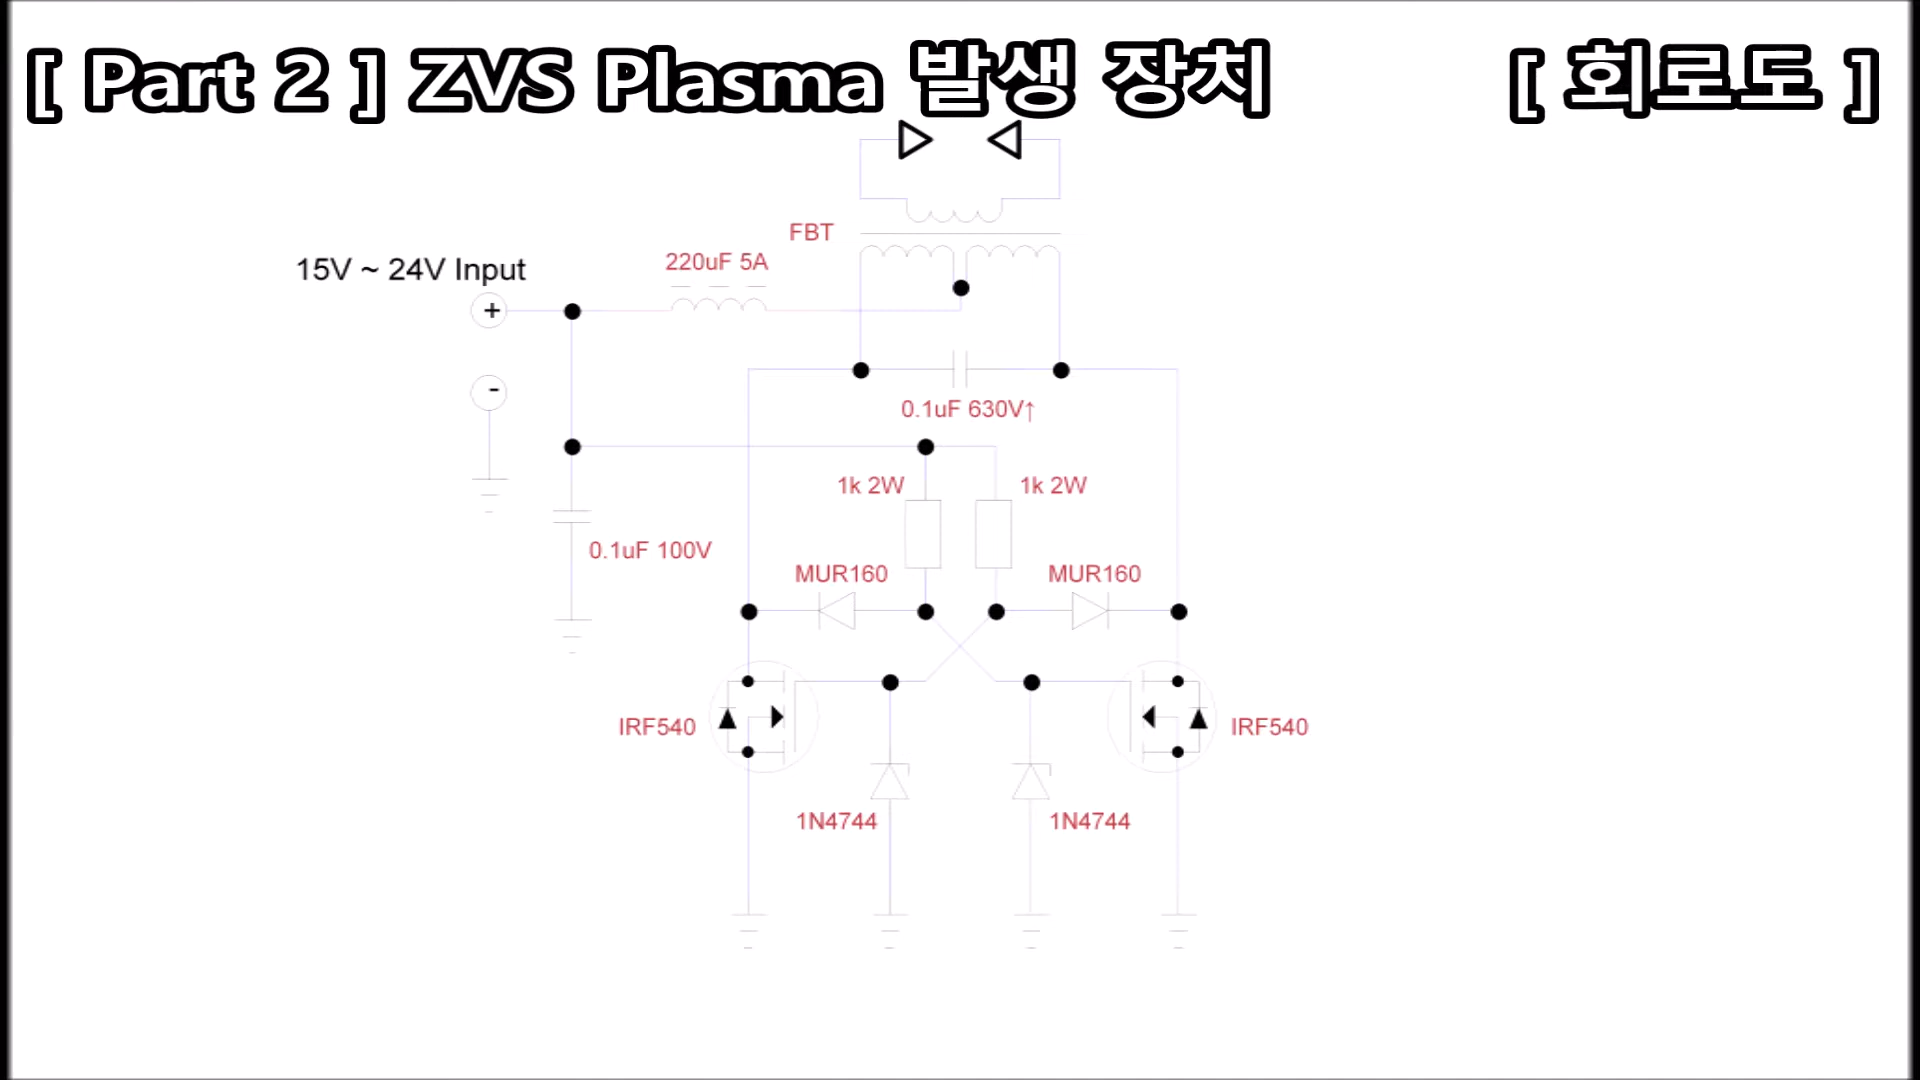 [ Part 2 ] ZVS Plasma 발생 장치 [ 회로도 ]
FBT
220uF 5A
15V ~ 24V Input
+
-
0.1uF 630V↑
1k 2W 1k 2W
0.1uF 100V
MUR160 MUR160
IRF540 IRF540
1N4744 1N4744